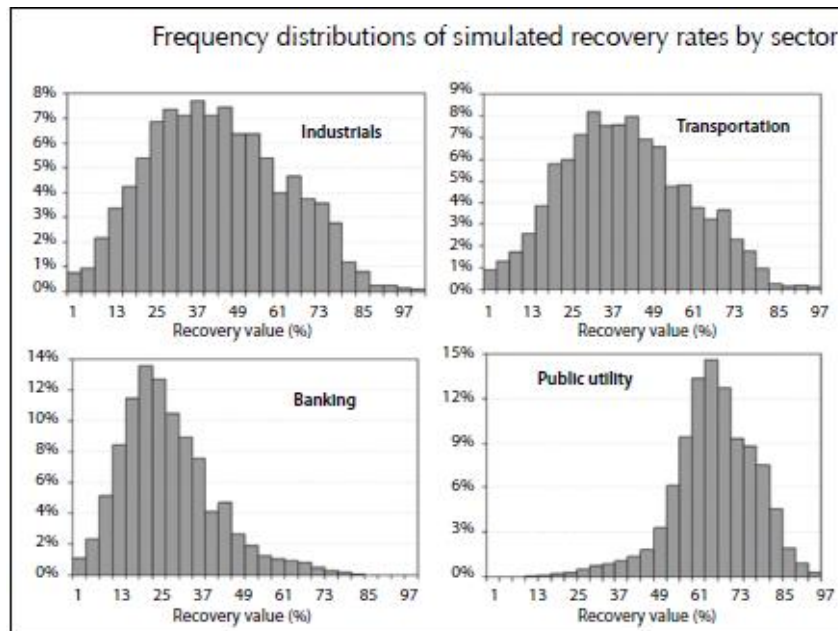 Frequency distributions of simulated recovery rates by sector
8%
7%
6%
5%
4%
3%
2%
1%
0%
Industrials
1 13 25 37 49 61 73 85 97
Recovery value (%)
9%
8%
7%
6%
5%
4%
3%
2%
1%
0%
Transportation
1 13 25 37 49 61 73 85 97
Recovery value (%)
14%
12%
10%
8%
6%
4%
2%
0%
Banking
1 13 25 37 49 61 73 85 97
Recovery value (%)
15%
12%
9%
6%
3%
0%
Public utility
1 13 25 37 49 61 73 85 97
Recovery value (%)